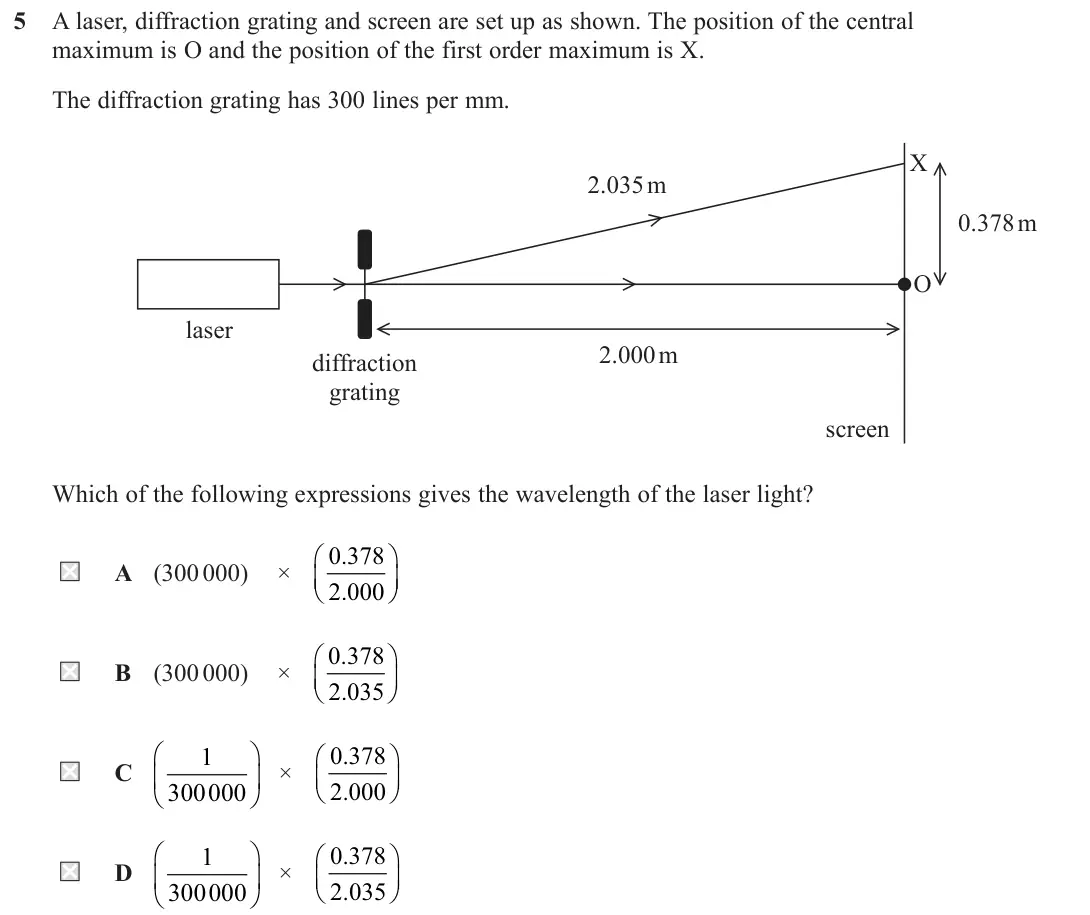 5 A laser, diffraction grating and screen are set up as shown. The position of the central
maximum is O and the position of the first order maximum is X.
The diffraction grating has 300 lines per mm.
X
2.035 m
0.378 m
O
laser
2.000 m
diffraction
grating
screen
Which of the following expressions gives the wavelength of the laser light?
A (300 000) × (0.378/2.000)
B (300 000) × (0.378/2.035)
C (1/300 000) × (0.378/2.000)
D (1/300 000) × (0.378/2.035)